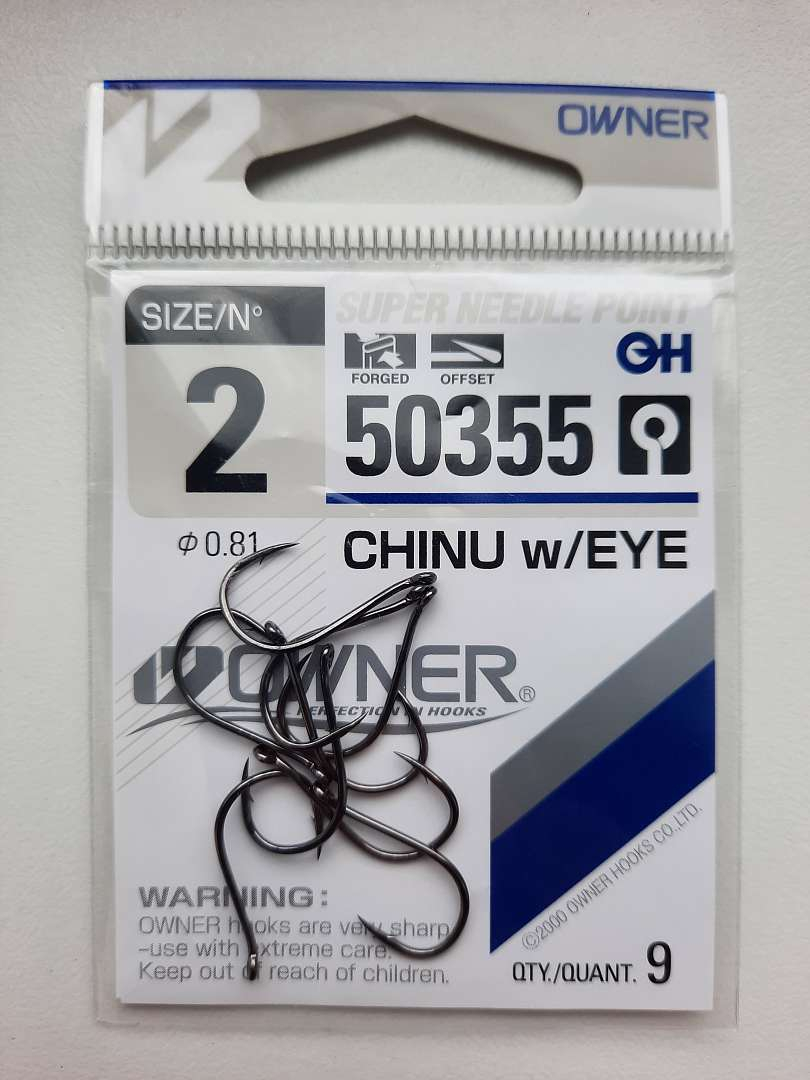 OWNER
SUPER NEEDLE POINT
SIZE/Nº
2
FORGED
OFFSET
50355
φ 0.81
CHINU w/EYE
OWNER®
PERFECTION IN HOOKS
©2000 OWNER HOOKS CO.,LTD.
WARNING:
OWNER hooks are very sharp
–use with extreme care.
Keep out of reach of children.
QTY./QUANT. 9